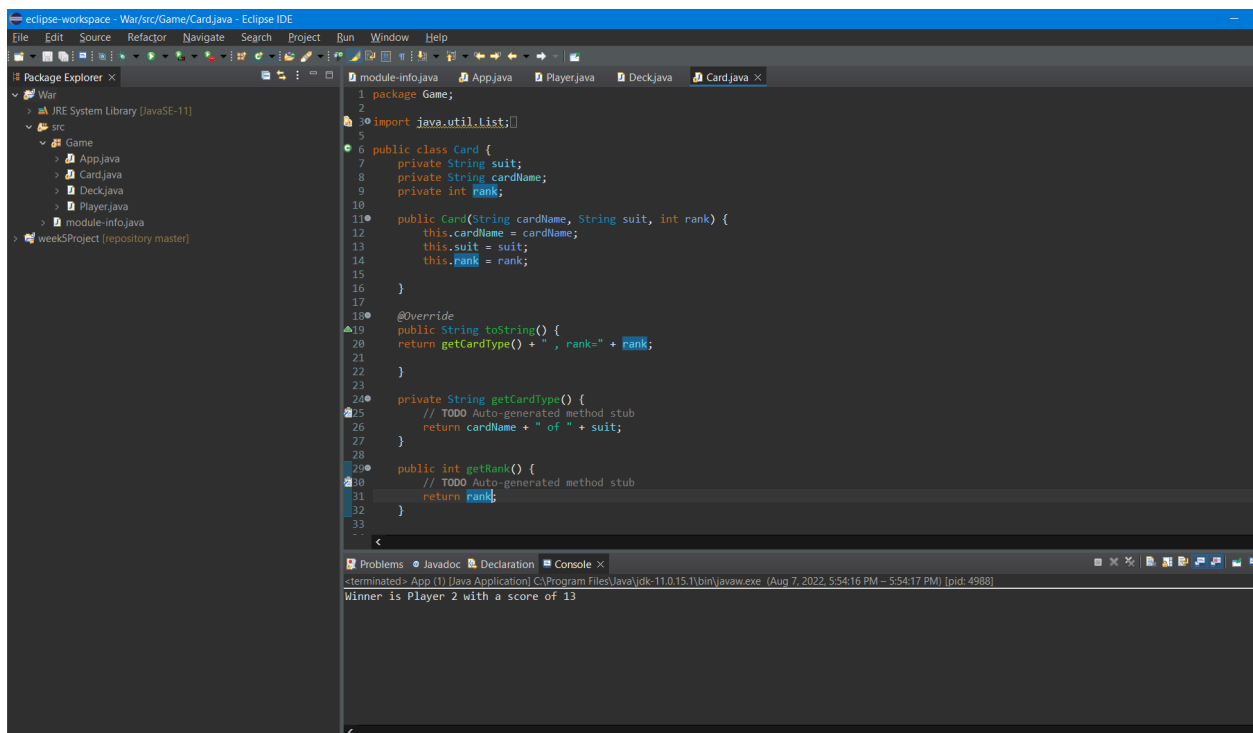 eclipse-workspace - War/src/Game/Card.java - Eclipse IDE
File Edit Source Refactor Navigate Search Project Run Window Help
Package Explorer
module-info.java App.java Player.java Deck.java Card.java
War
JRE System Library [JavaSE-11]
src
Game
App.java
Card.java
Deck.java
Player.java
module-info.java
week5Project [repository master]
1 package Game;
2
3 import java.util.List;
5
6 public class Card {
7 private String suit;
8 private String cardName;
9 private int rank;
10
11 public Card(String cardName, String suit, int rank) {
12 this.cardName = cardName;
13 this.suit = suit;
14 this.rank = rank;
15
16 }
17
18 @Override
19 public String toString() {
20 return getCardType() + " , rank=" + rank;
21
22 }
23
24 private String getCardType() {
25 // TODO Auto-generated method stub
26 return cardName + " of " + suit;
27 }
28
29 public int getRank() {
30 // TODO Auto-generated method stub
31 return rank;
32 }
33
Problems Javadoc Declaration Console
<terminated> App (1) [Java Application] C:\Program Files\Java\jdk-11.0.15.1\bin\javaw.exe (Aug 7, 2022, 5:54:16 PM – 5:54:17 PM) [pid: 4988]
Winner is Player 2 with a score of 13